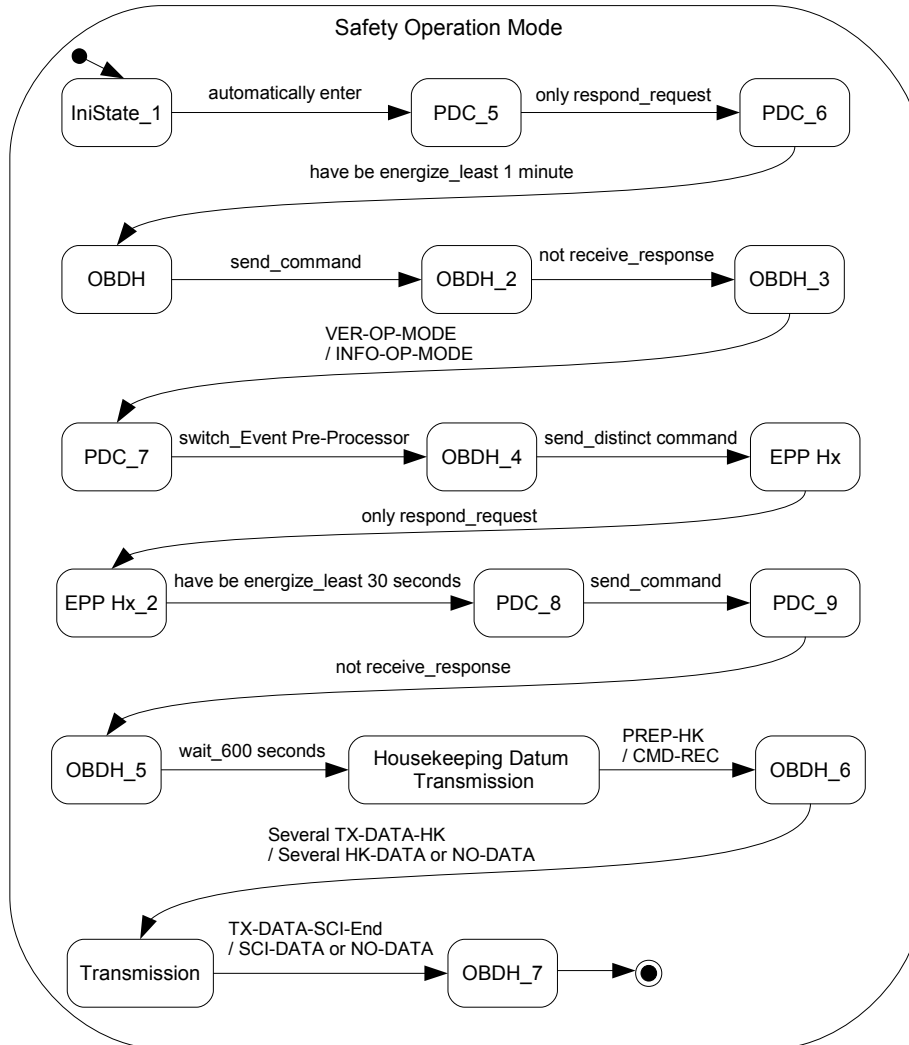 Safety Operation Mode
IniState_1
automatically enter
PDC_5
only respond_request
PDC_6
have be energize_least 1 minute
OBDH
send_command
OBDH_2
not receive_response
OBDH_3
VER-OP-MODE
/ INFO-OP-MODE
PDC_7
switch_Event Pre-Processor
OBDH_4
send_distinct command
EPP Hx
only respond_request
EPP Hx_2
have be energize_least 30 seconds
PDC_8
send_command
PDC_9
not receive_response
OBDH_5
wait_600 seconds
Housekeeping Datum
Transmission
PREP-HK
/ CMD-REC
OBDH_6
Several TX-DATA-HK
/ Several HK-DATA or NO-DATA
Transmission
TX-DATA-SCI-End
/ SCI-DATA or NO-DATA
OBDH_7